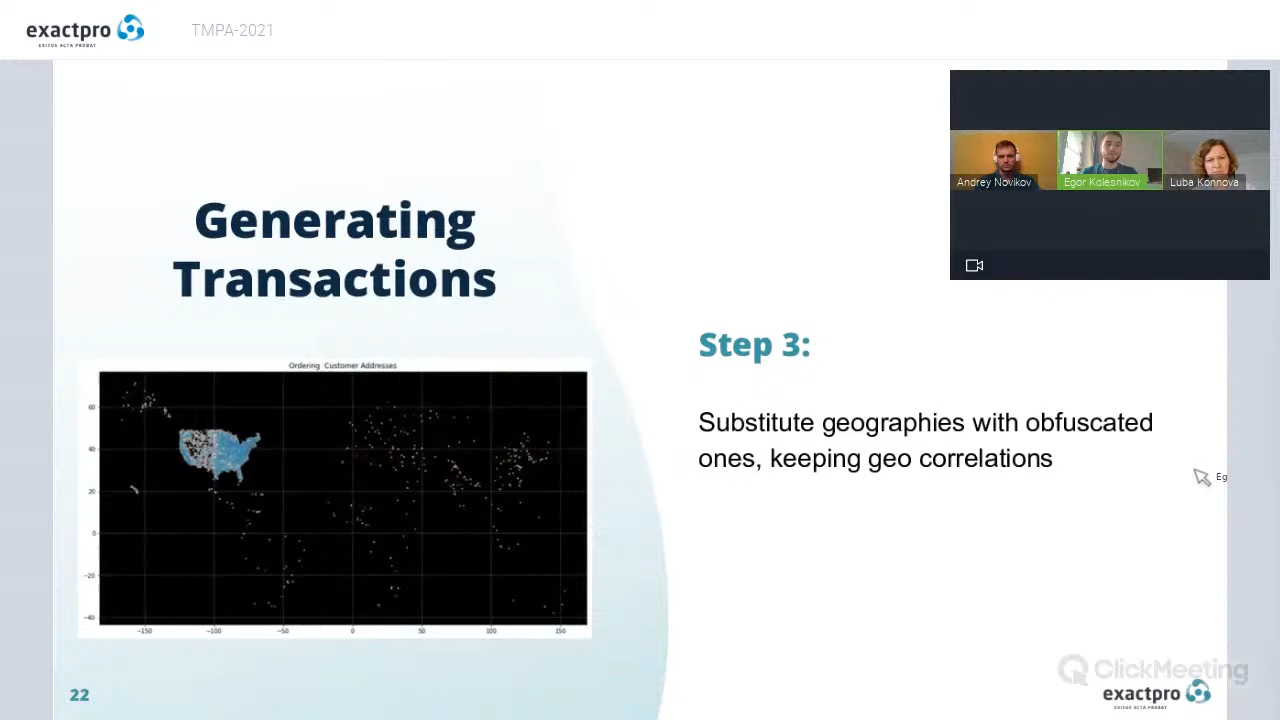 exactpro
EXITUS ACTA PROBAT
TMPA-2021
Andrey Novikov
Egor Kolesnikov
Luba Konnova
Generating
Transactions
Step 3:
Substitute geographies with obfuscated
ones, keeping geo correlations
Eg
Ordering Customer Addresses
60
40
20
0
−20
−40
−150
−100
−50
0
50
100
150
22
ClickMeeting
exactpro
EXITUS ACTA PROBAT